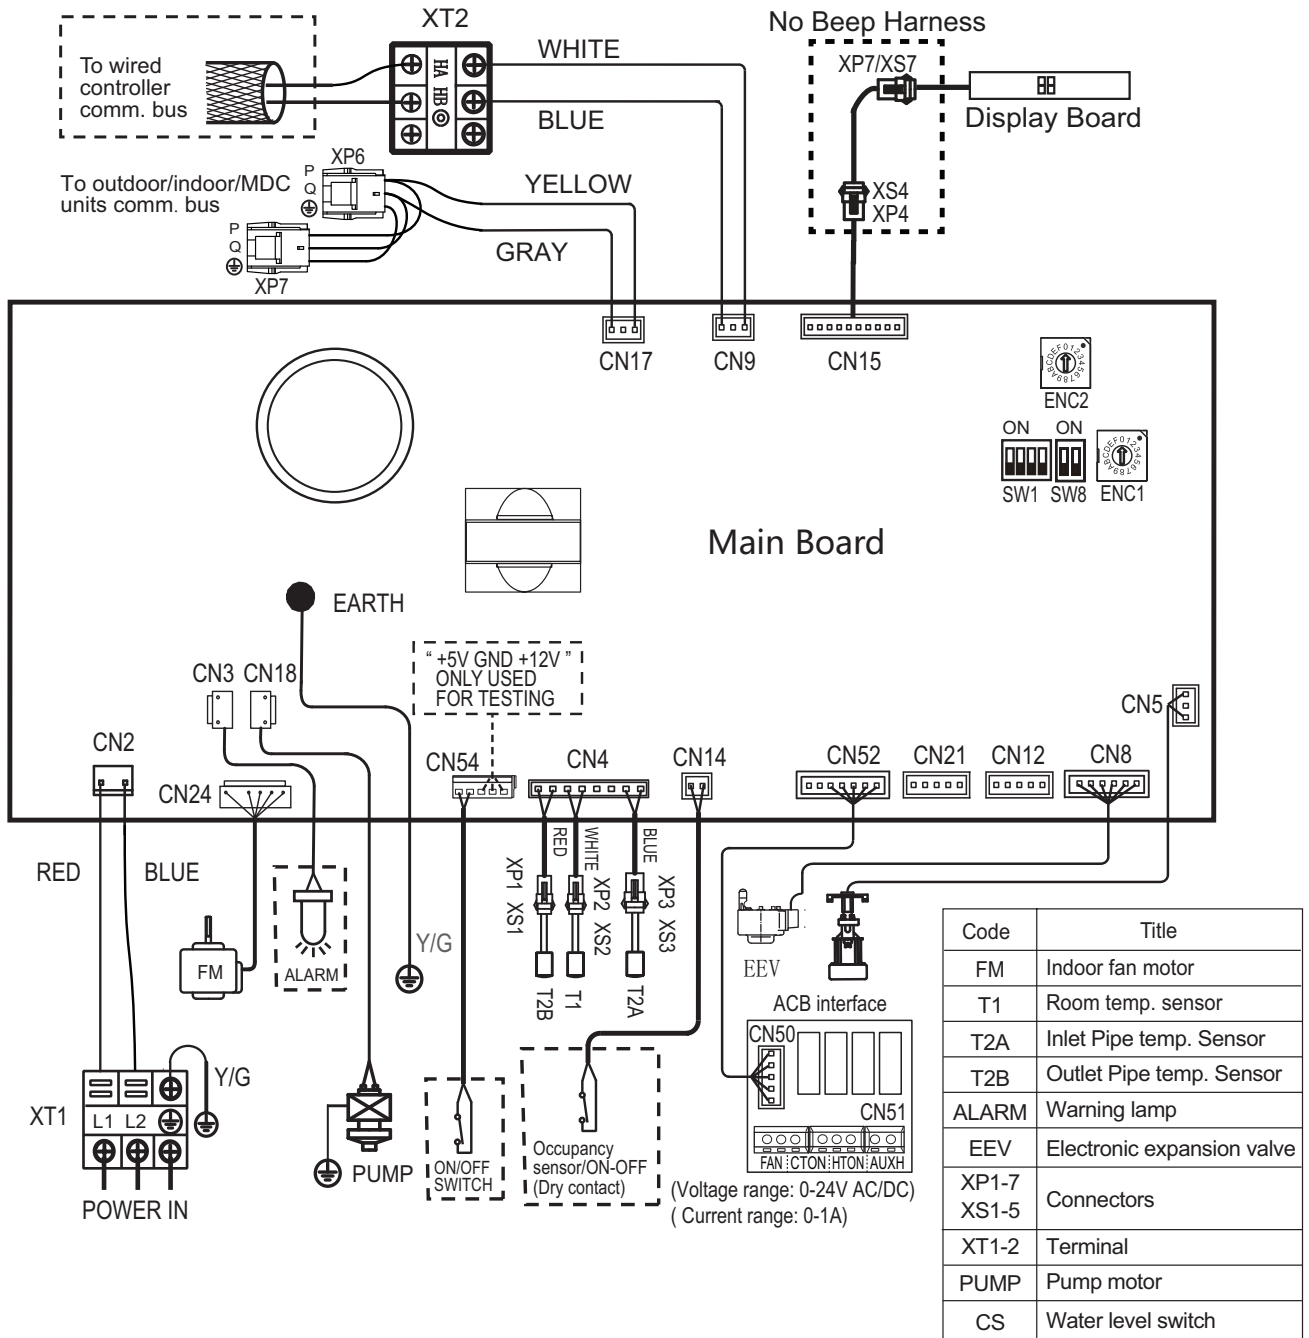 XT2
No Beep Harness
To wired
controller
comm. bus
HA HB
WHITE
BLUE
XP7/XS7
Display Board
XS4
XP4
XP6
P
Q
To outdoor/indoor/MDC
units comm. bus
P
Q
XP7
YELLOW
GRAY
CN17
CN9
CN15
ENC2
ON
ON
SW1
SW8
ENC1
Main Board
EARTH
" +5V GND +12V "
ONLY USED
FOR TESTING
CN3
CN18
CN5
CN2
CN54
CN4
CN14
CN52
CN21
CN12
CN8
CN24
RED
BLUE
RED
WHITE
BLUE
XP1 XS1
XP2 XS2
XP3 XS3
FM
ALARM
Y/G
T2B
T1
T2A
EEV
ACB interface
CN50
CN51
FAN CTON HTON AUXH
(Voltage range: 0-24V AC/DC)
( Current range: 0-1A)
Y/G
XT1
L1 L2
POWER IN
PUMP
ON/OFF
SWITCH
Occupancy
sensor/ON-OFF
(Dry contact)
Code Title
FM Indoor fan motor
T1 Room temp. sensor
T2A Inlet Pipe temp. Sensor
T2B Outlet Pipe temp. Sensor
ALARM Warning lamp
EEV Electronic expansion valve
XP1-7
XS1-5
Connectors
XT1-2 Terminal
PUMP Pump motor
CS Water level switch